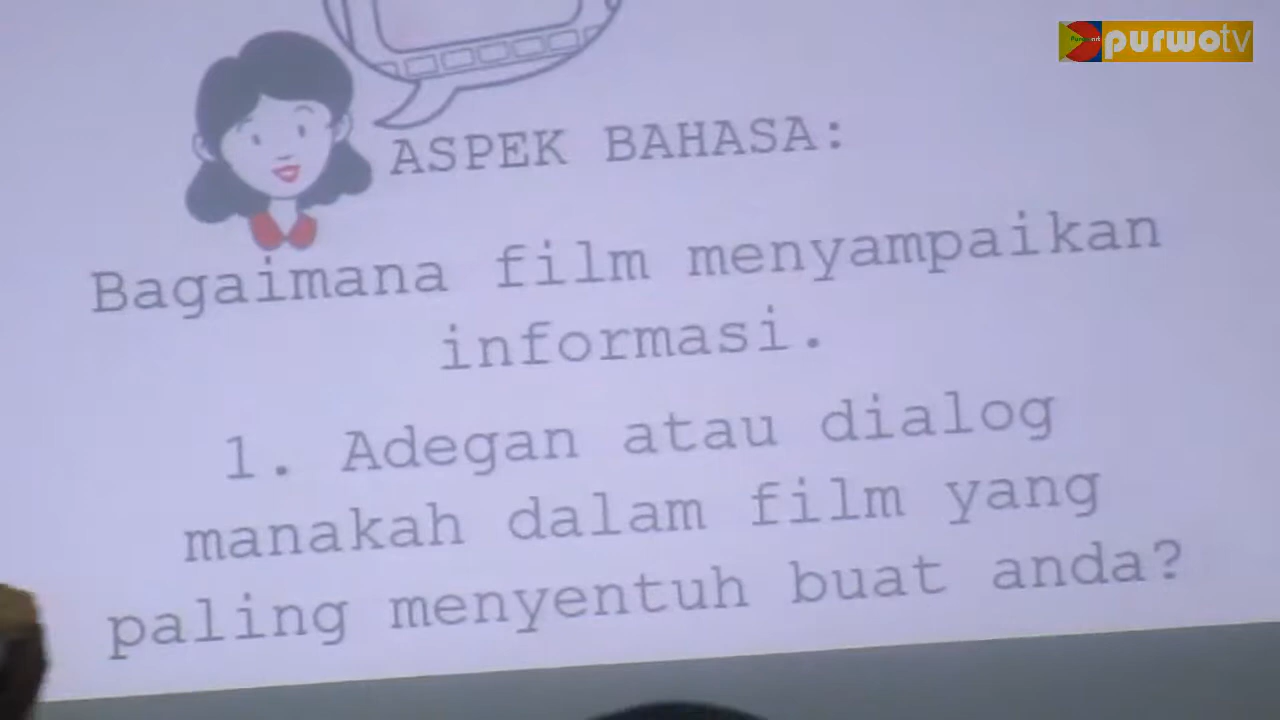 purwotv
ASPEK BAHASA:
Bagaimana film menyampaikan
informasi.
1. Adegan atau dialog
manakah dalam film yang
paling menyentuh buat anda?